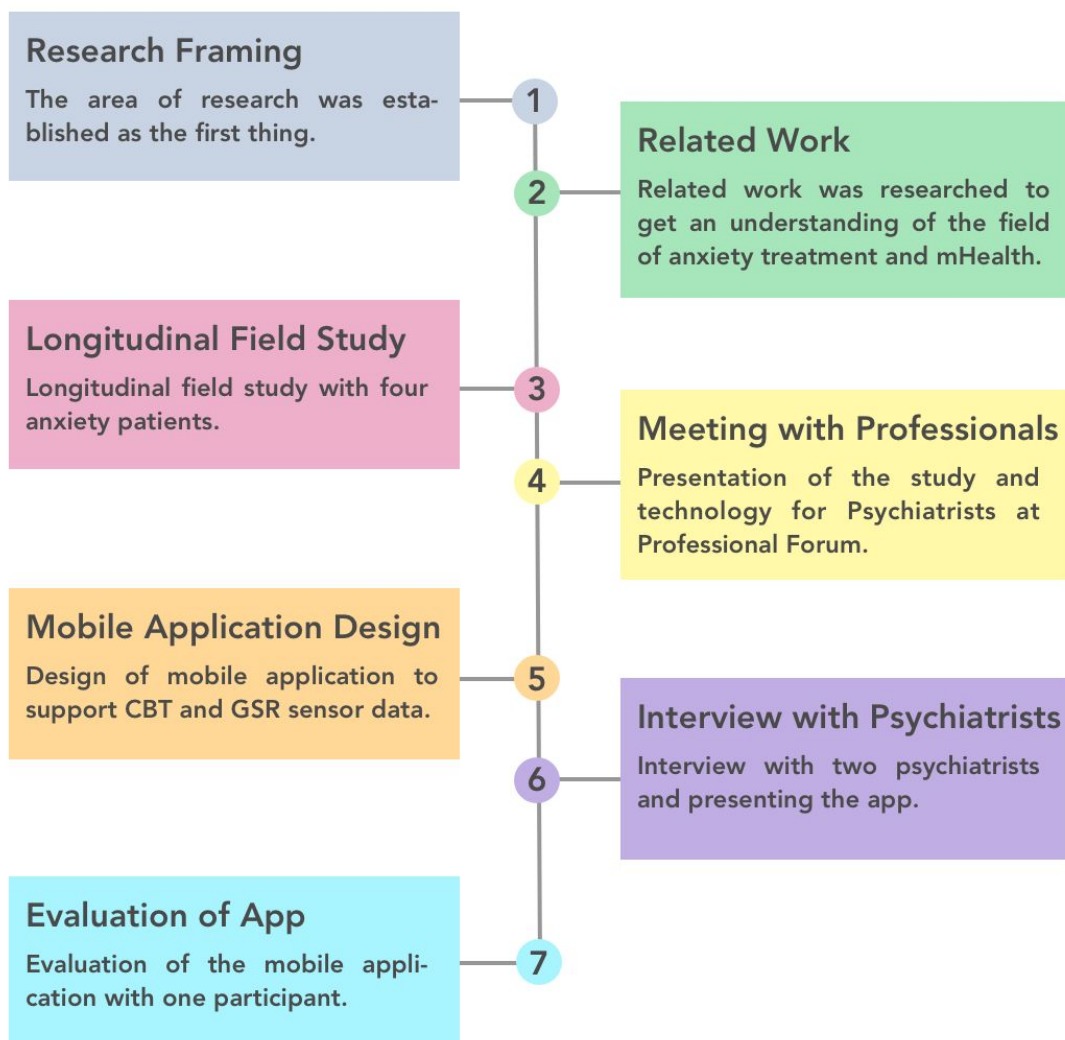 Research Framing
The area of research was esta-
blished as the first thing.
1
Related Work
Related work was researched to
get an understanding of the field
of anxiety treatment and mHealth.
2
Longitudinal Field Study
Longitudinal field study with four
anxiety patients.
3
Meeting with Professionals
Presentation of the study and
technology for Psychiatrists at
Professional Forum.
4
Mobile Application Design
Design of mobile application to
support CBT and GSR sensor data.
5
Interview with Psychiatrists
Interview with two psychiatrists
and presenting the app.
6
Evaluation of App
Evaluation of the mobile appli-
cation with one participant.
7